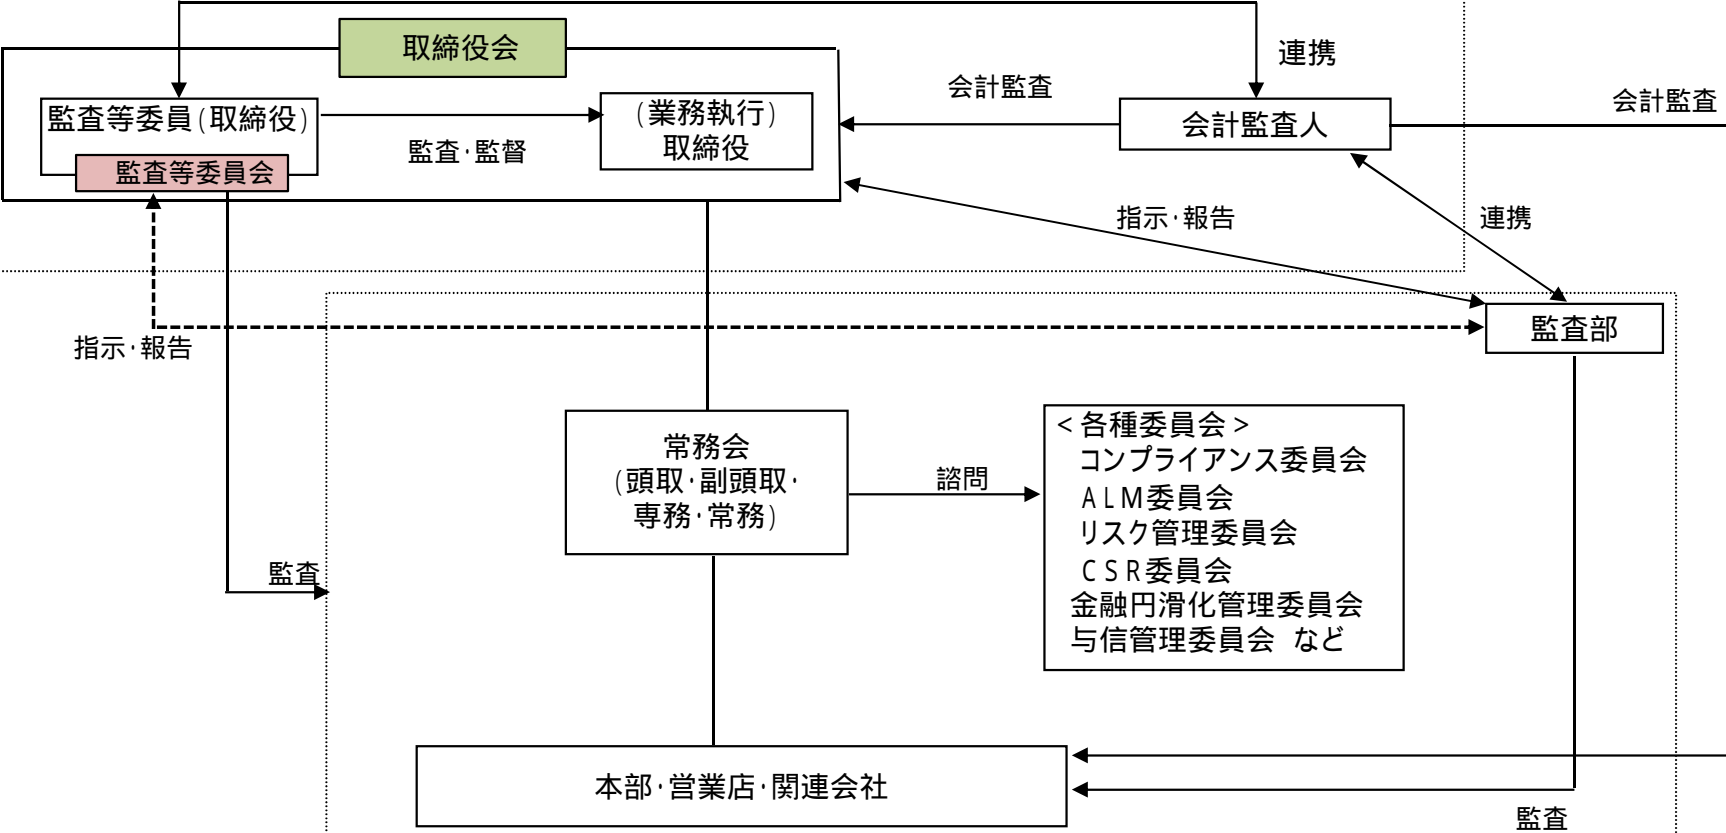 取締役会
連携
会計監査
会計監査
監査等委員(取締役)
(業務執行)
取締役
会計監査人
監査・監督
監査等委員会
指示・報告
連携
監査部
指示・報告
常務会
(頭取・副頭取・
専務・常務)
諮問
<各種委員会>
コンプライアンス委員会
ALM委員会
リスク管理委員会
CSR委員会
金融円滑化管理委員会
与信管理委員会 など
監査
本部・営業店・関連会社
監査